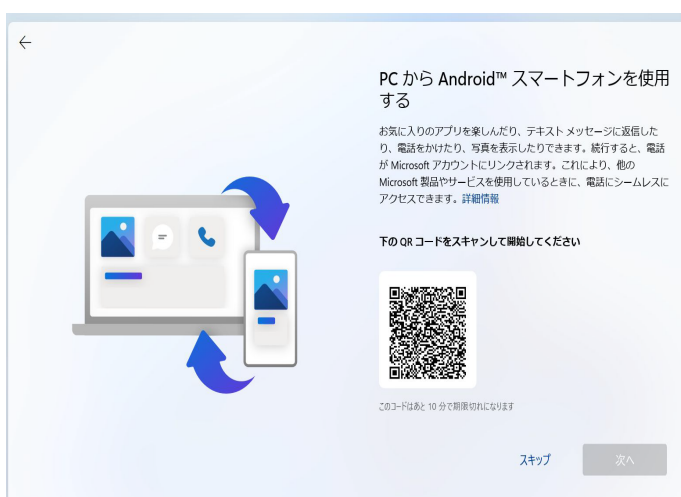 PC から Android™ スマートフォンを使用
する
お気に入りのアプリを楽しんだり、テキスト メッセージに返信した
り、電話をかけたり、写真を表示したりできます。続行すると、電話
が Microsoft アカウントにリンクされます。これにより、他の
Microsoft 製品やサービスを使用しているときに、電話にシームレスに
アクセスできます。詳細情報
下の QR コードをスキャンして開始してください
このコードはあと 10 分で期限切れになります
スキップ
次へ